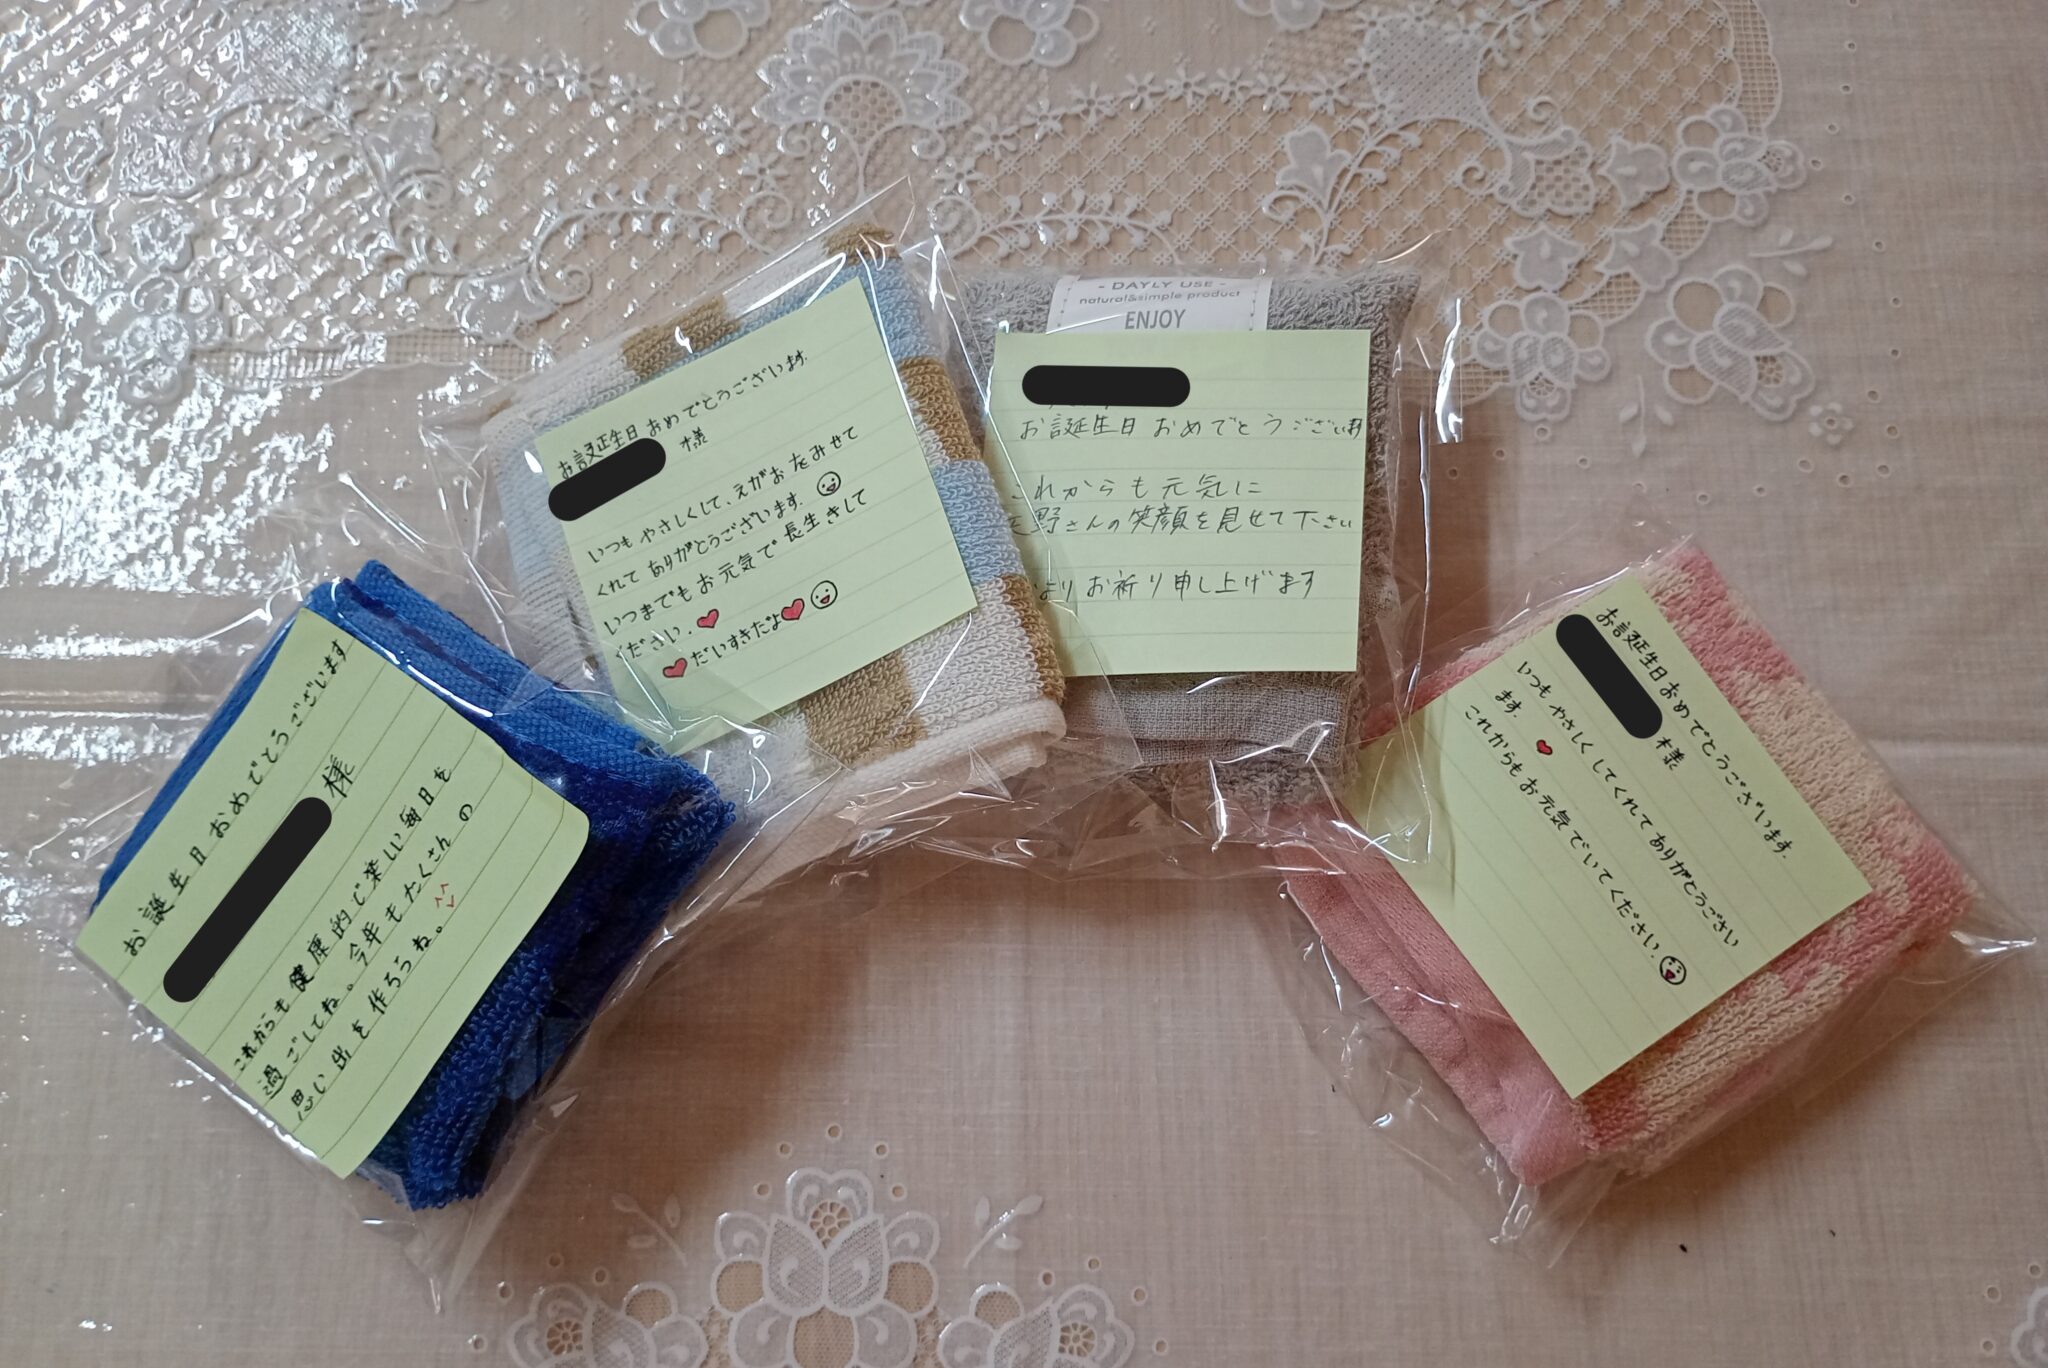 お誕生日おめでとうございます
様
これからも健康的で楽しい毎日を
過ごしてね。今年もたくさんの
思い出を作ろうね。
お誕生日おめでとうございます.
様
いつもやさしくして、えがおをみせて
くれてありがとうございます.
いつまでもお元気で長生きして
ください.
だいすきだよ
- DAYLY USE -
natural&simple product
ENJOY
お誕生日おめでとうございます
これからも元気に
野さんの笑顔を見せて下さい
よりお祈り申し上げます
お誕生日おめでとうございます.
様
いつもやさしくしてくれてありがとうござい
ます.
これからもお元気でいてください.